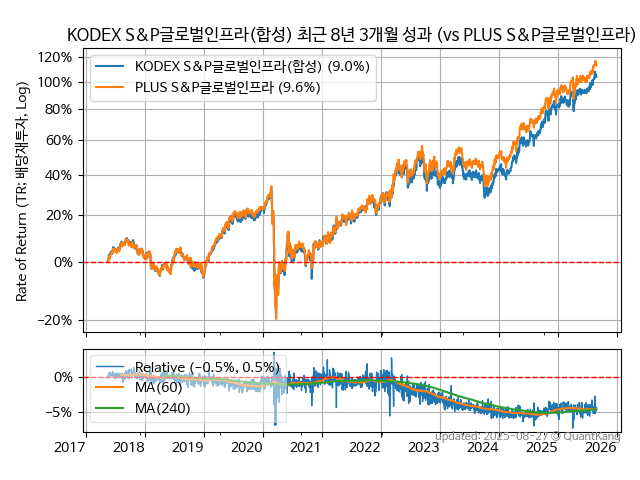 KODEX S&P글로벌인프라(합성) 최근 8년 3개월 성과 (vs PLUS S&P글로벌인프라)
Rate of Return (TR: 배당재투자, Log)
120%
100%
80%
60%
40%
20%
0%
−20%
KODEX S&P글로벌인프라(합성) (9.0%)
PLUS S&P글로벌인프라 (9.6%)
0%
−5%
Relative (−0.5%, 0.5%)
MA(60)
MA(240)
2017 2018 2019 2020 2021 2022 2023 2024 2025 2026
updated: 2025-08-27 © QuantKang